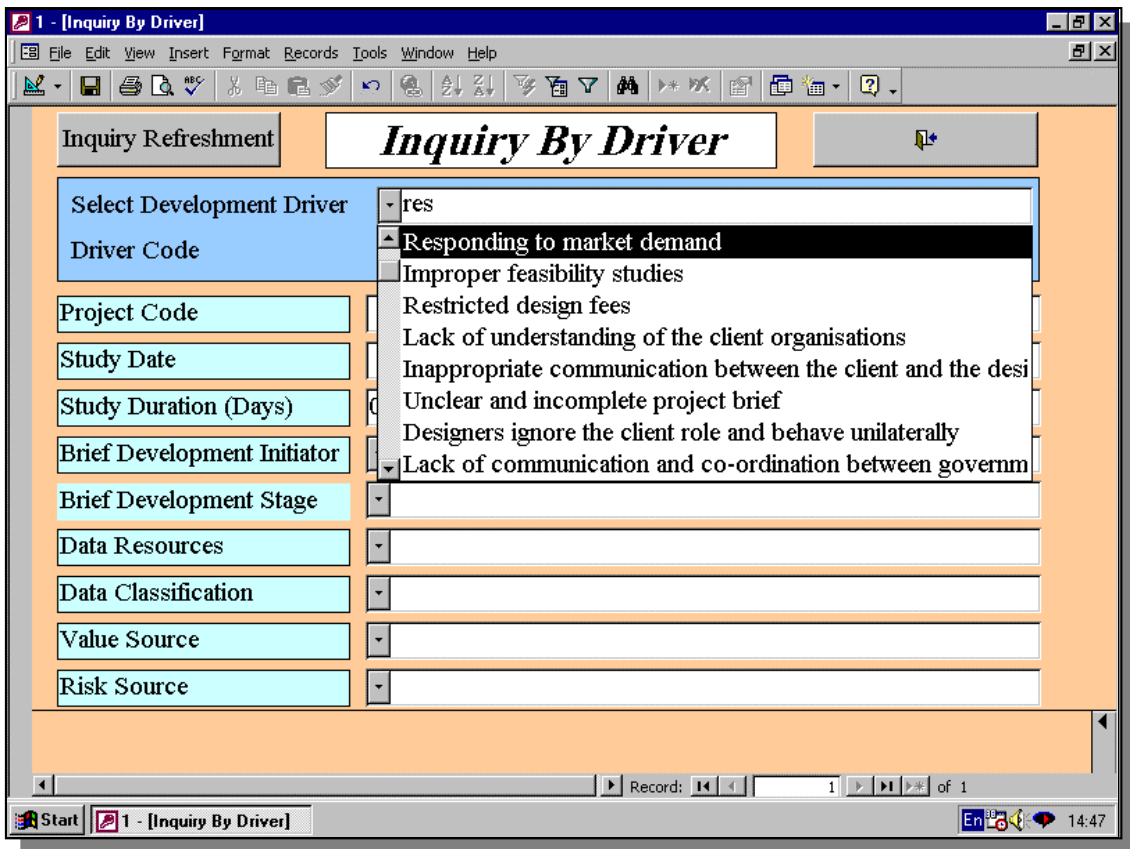 1 - [Inquiry By Driver]
File Edit View Insert Format Records Tools Window Help
Inquiry Refreshment
Inquiry By Driver
Select Development Driver
res
Driver Code
Responding to market demand
Improper feasibility studies
Restricted design fees
Lack of understanding of the client organisations
Inappropriate communication between the client and the desi
Unclear and incomplete project brief
Designers ignore the client role and behave unilaterally
Lack of communication and co-ordination between governm
Project Code
Study Date
Study Duration (Days)
Brief Development Initiator
Brief Development Stage
Data Resources
Data Classification
Value Source
Risk Source
Record: 1 of 1
Start 1 - [Inquiry By Driver] En 14:47